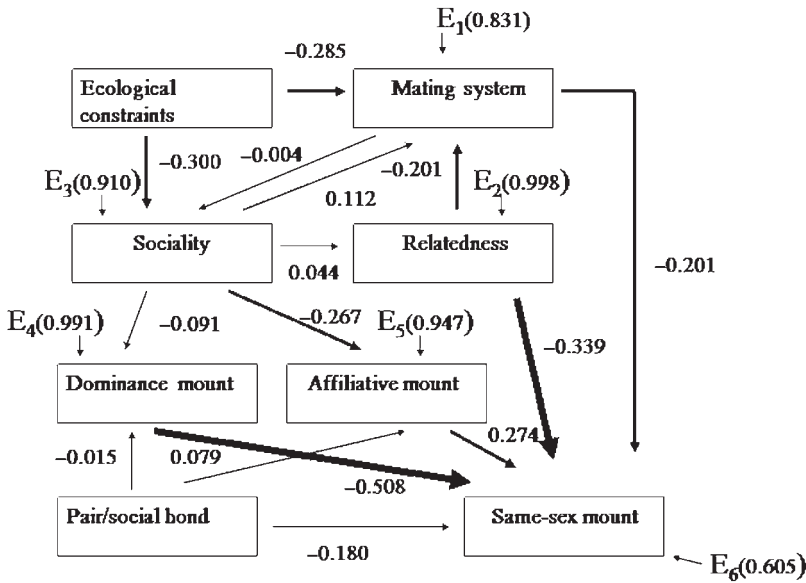 E1(0.831)
−0.285
Ecological
constraints
Mating system
−0.300
−0.004
−0.201
E3(0.910)
E2(0.998)
0.112
Sociality
Relatedness
0.044
−0.201
E4(0.991)
−0.091
−0.267
E5(0.947)
−0.339
Dominance mount
Affiliative mount
−0.015
0.079
0.274
−0.508
Pair/social bond
Same-sex mount
−0.180
E6(0.605)